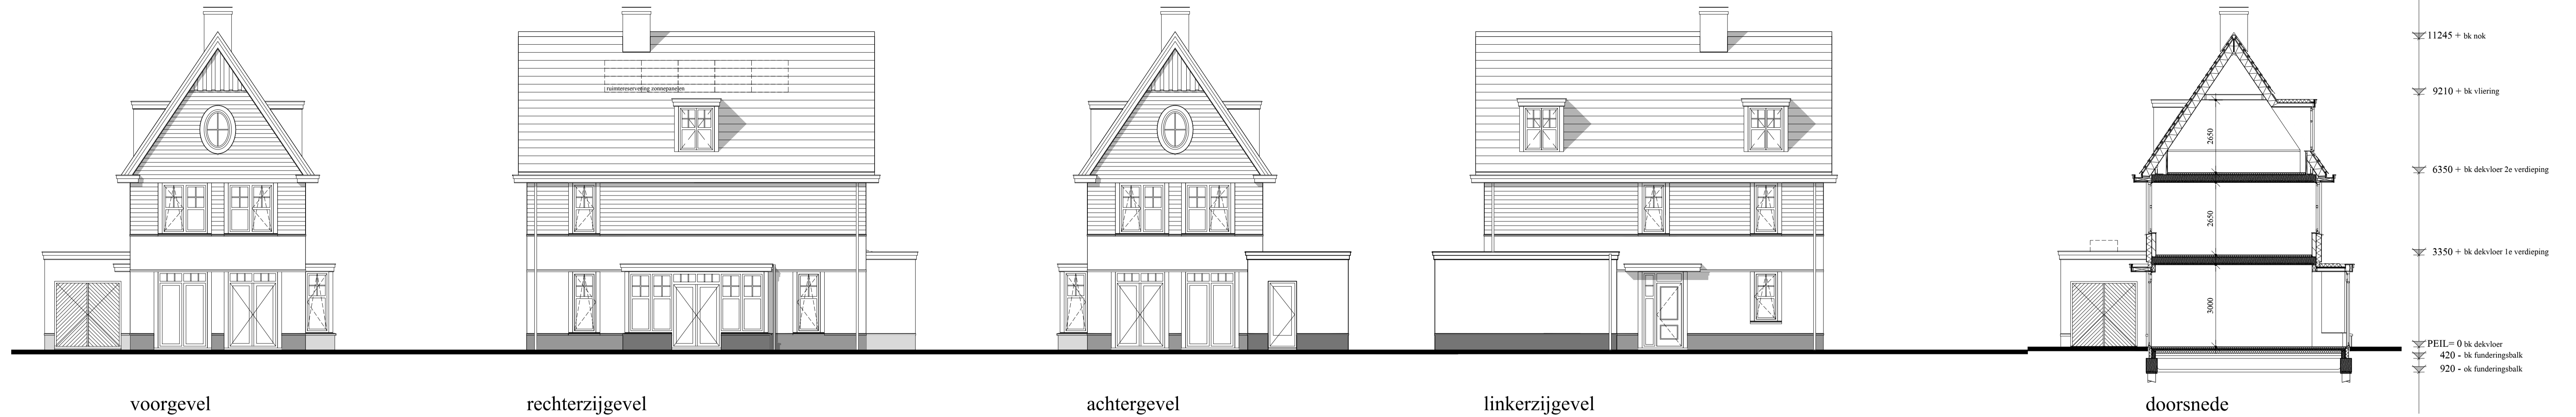 ruimtereservering zonnepanelen
voorgevel
rechterzijgevel
achtergevel
linkerzijgevel
2650
2650
3000
doorsnede
11245 + bk nok
9210 + bk vliering
6350 + bk dekvloer 2e verdieping
3350 + bk dekvloer 1e verdieping
PEIL= 0 bk dekvloer
420 - bk funderingsbalk
920 - ok funderingsbalk